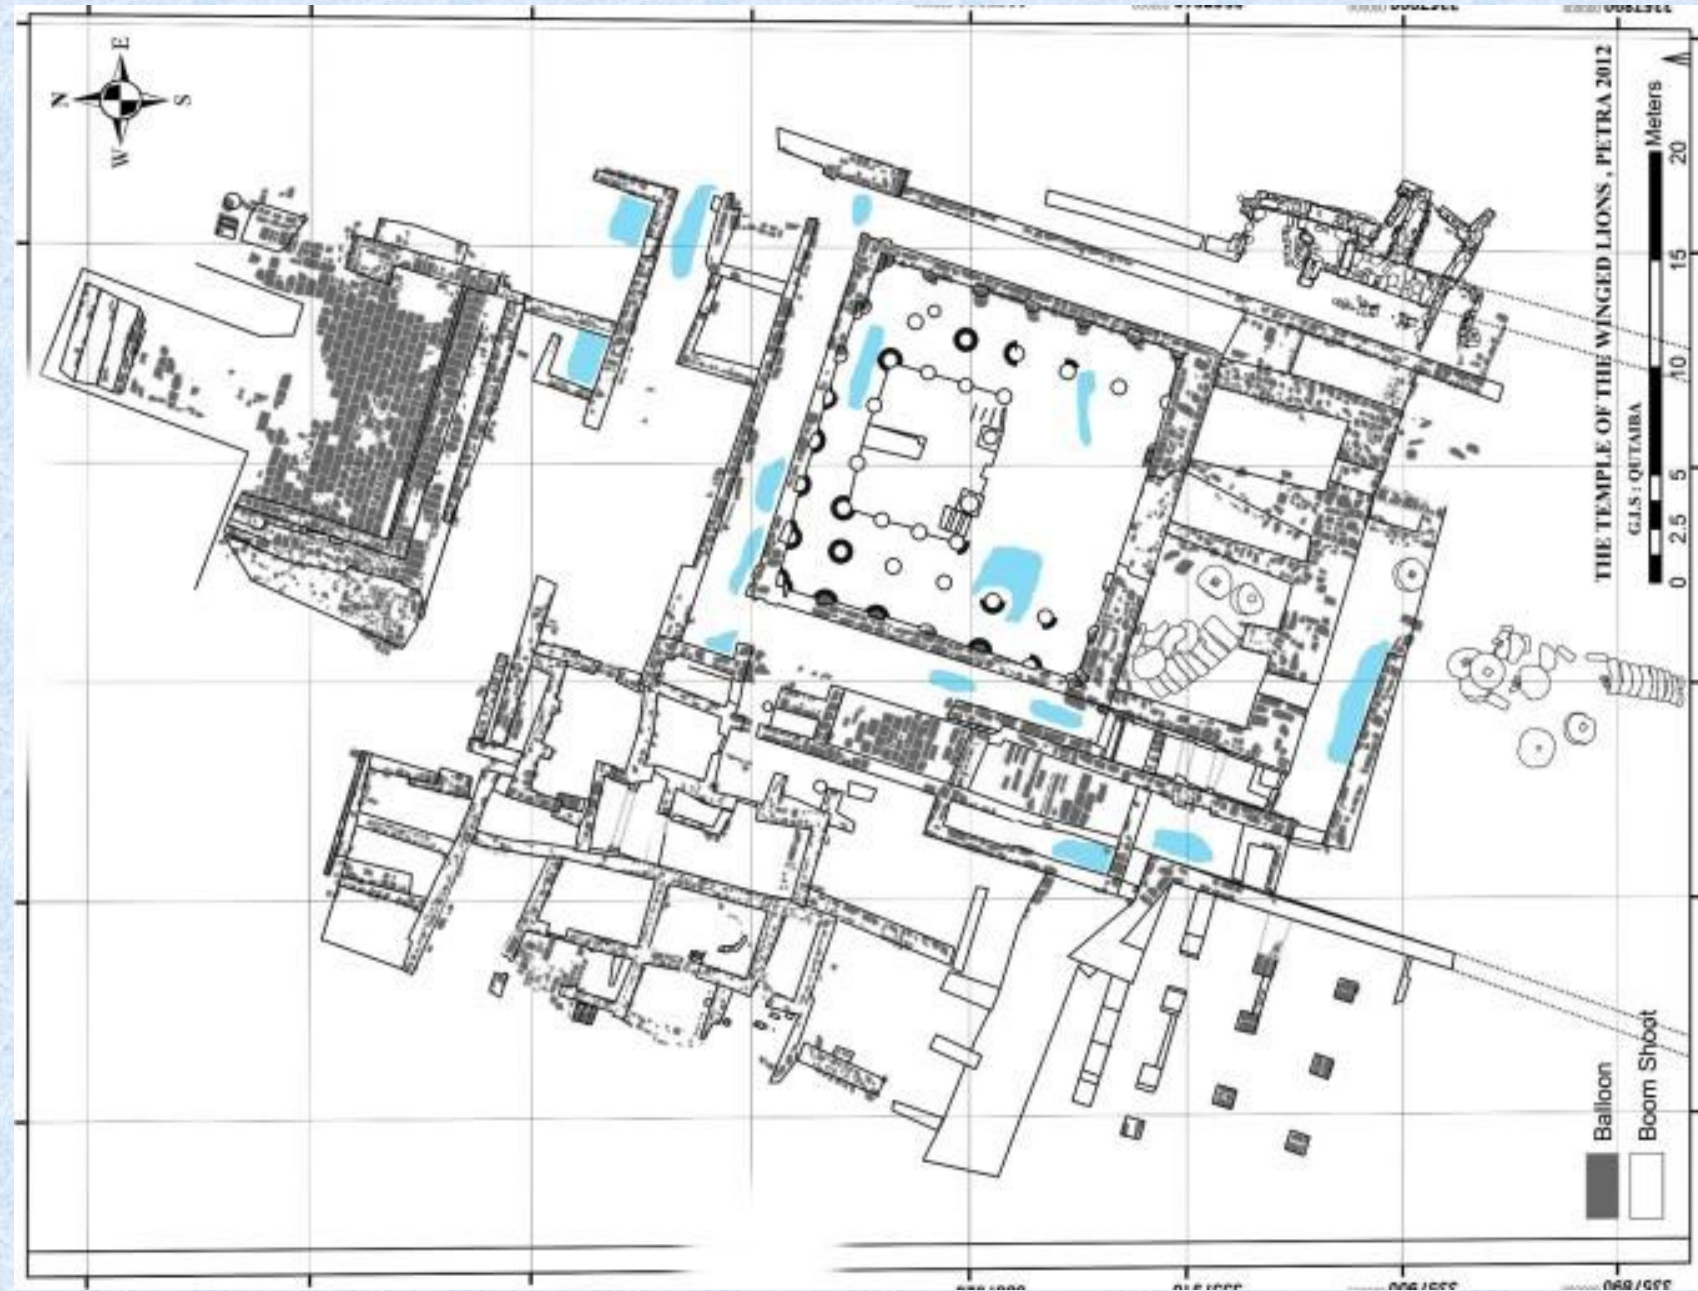 N
E
S
W
THE TEMPLE OF THE WINGED LIONS, PETRA 2012
G.I.S : QUTAIBA
0 2.5 5 10 15 20 Meters
Balloon
Boom Shoot